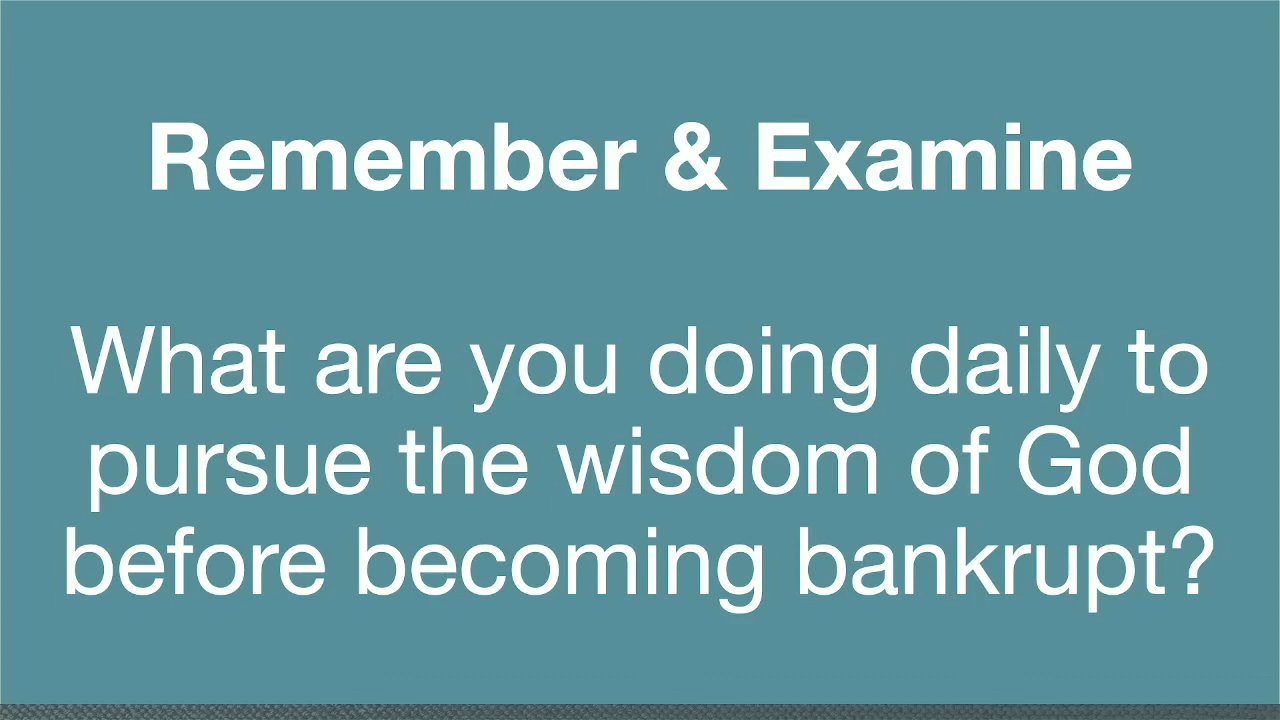 Remember & Examine
What are you doing daily to
pursue the wisdom of God
before becoming bankrupt?